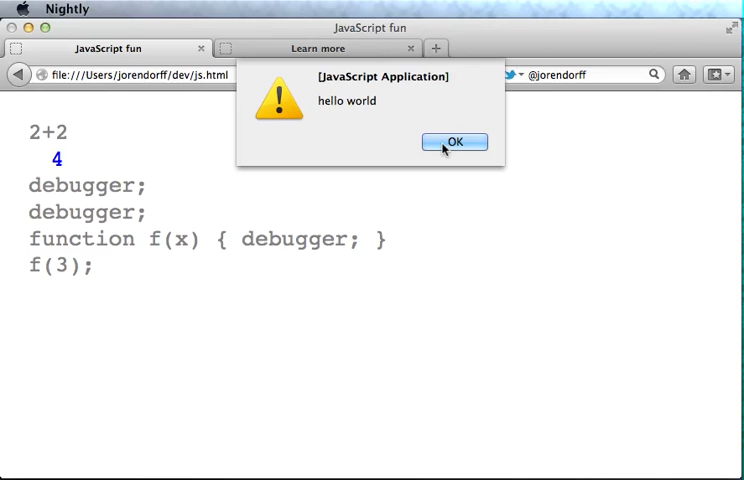 Nightly
JavaScript fun
JavaScript fun
Learn more
file:///Users/jorendorff/dev/js.html
@jorendorff
[JavaScript Application]
hello world
OK
2+2
4
debugger;
debugger;
function f(x) { debugger; }
f(3);